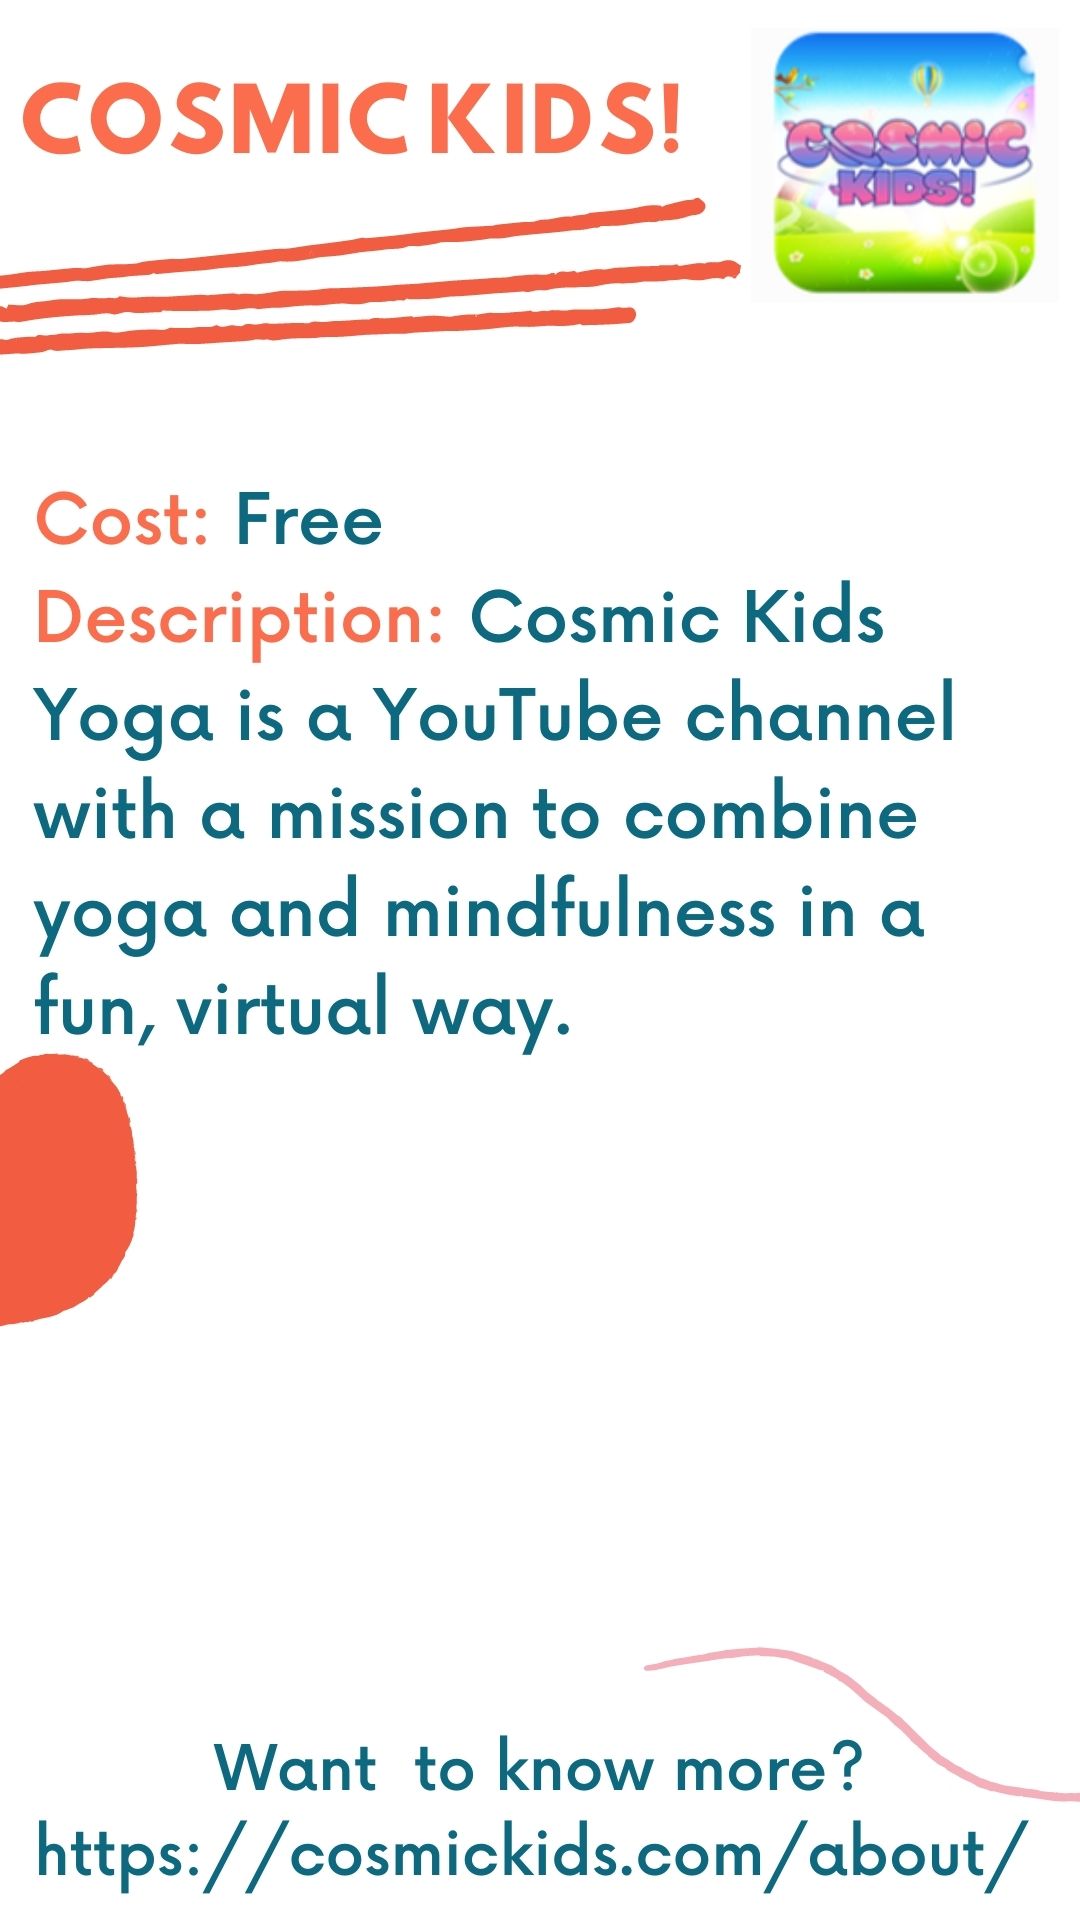 COSMIC KIDS!
COSMiC
KIDS!
Cost: Free
Description: Cosmic Kids
Yoga is a YouTube channel
with a mission to combine
yoga and mindfulness in a
fun, virtual way.
Want  to know more?
https://cosmickids.com/about/